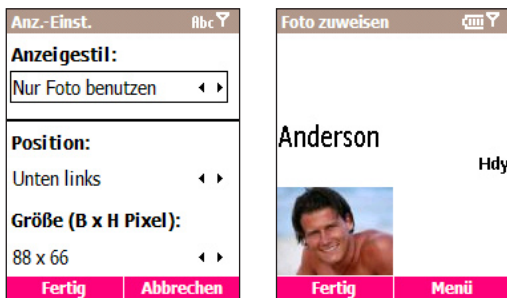 Anz.-Einst. Abc
Anzeigestil:
Nur Foto benutzen
Position:
Unten links
Größe (B x H Pixel):
88 x 66
Fertig Abbrechen
Foto zuweisen
Anderson
Hdy
Fertig Menü